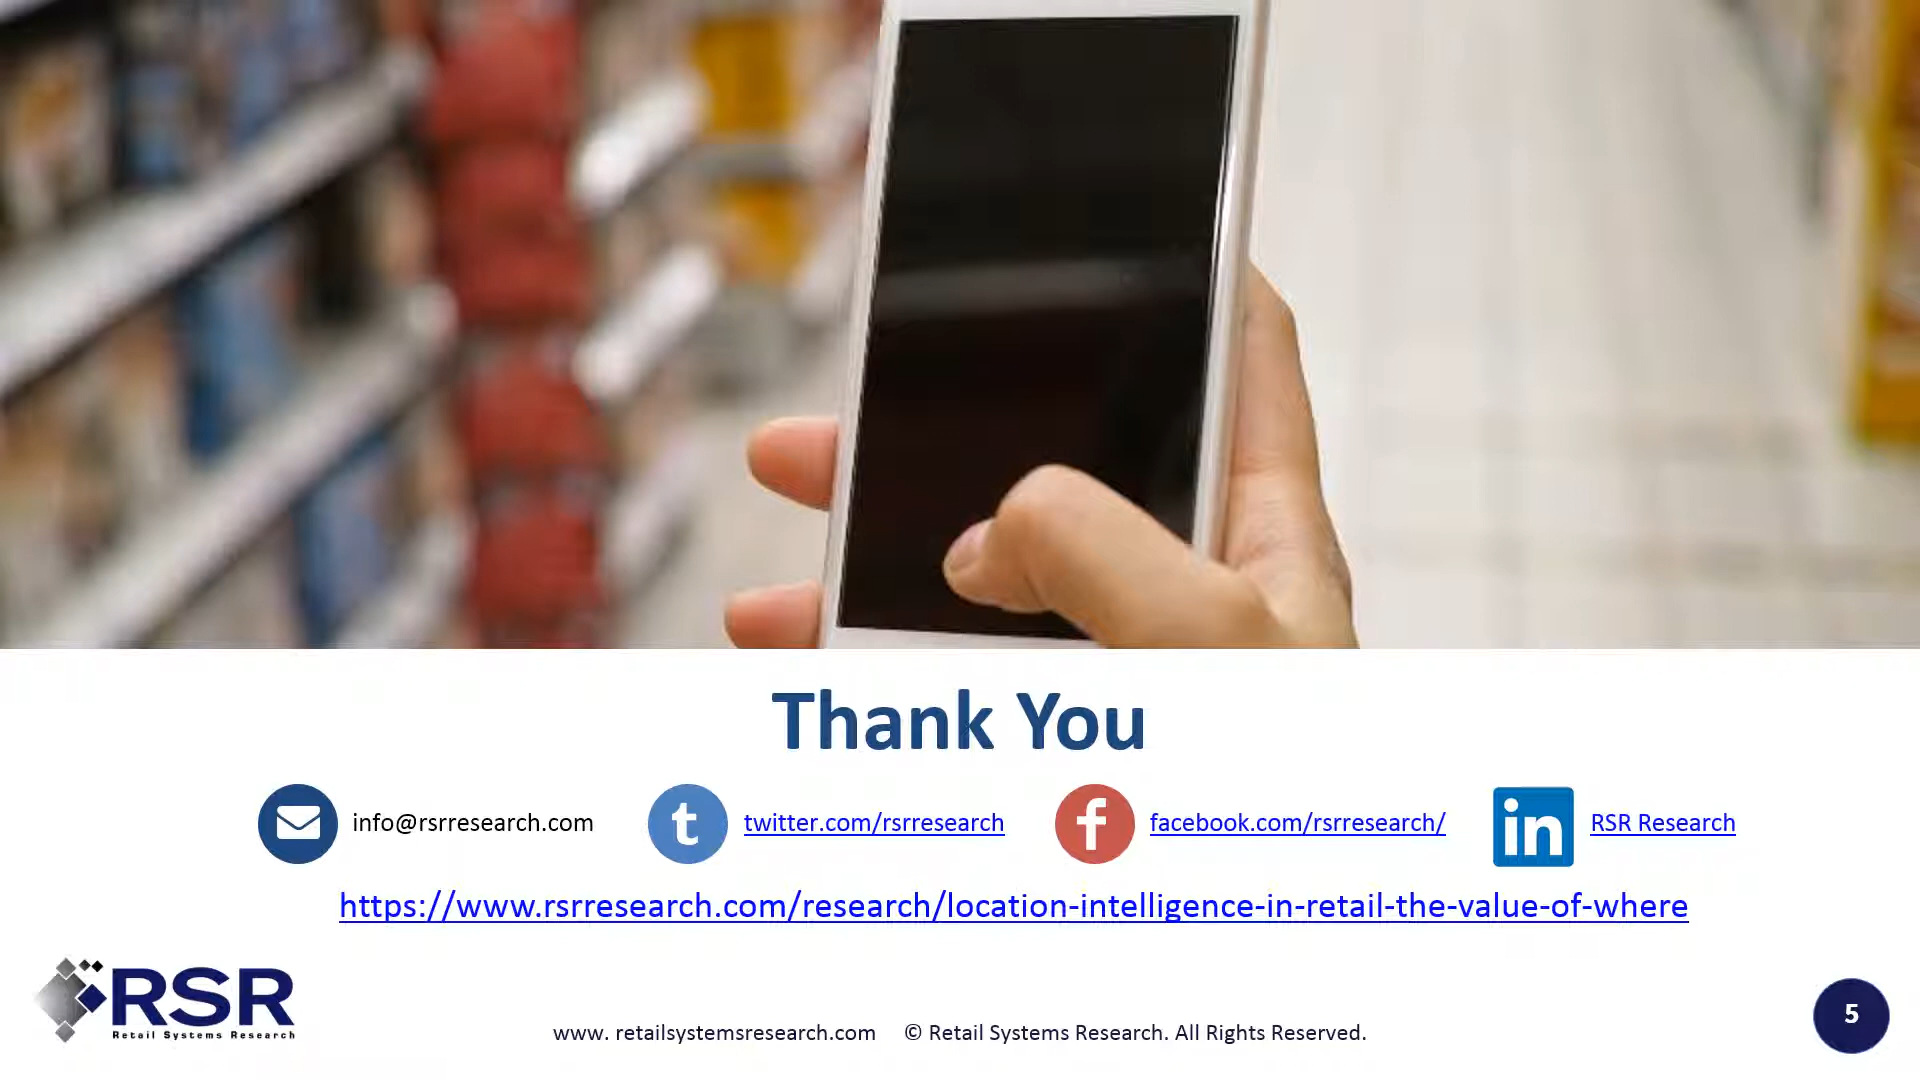 Thank You
info@rsrresearch.com
twitter.com/rsrresearch
facebook.com/rsrresearch/
RSR Research
https://www.rsrresearch.com/research/location-intelligence-in-retail-the-value-of-where
RSR
Retail Systems Research
www. retailsystemsresearch.com © Retail Systems Research. All Rights Reserved.
5